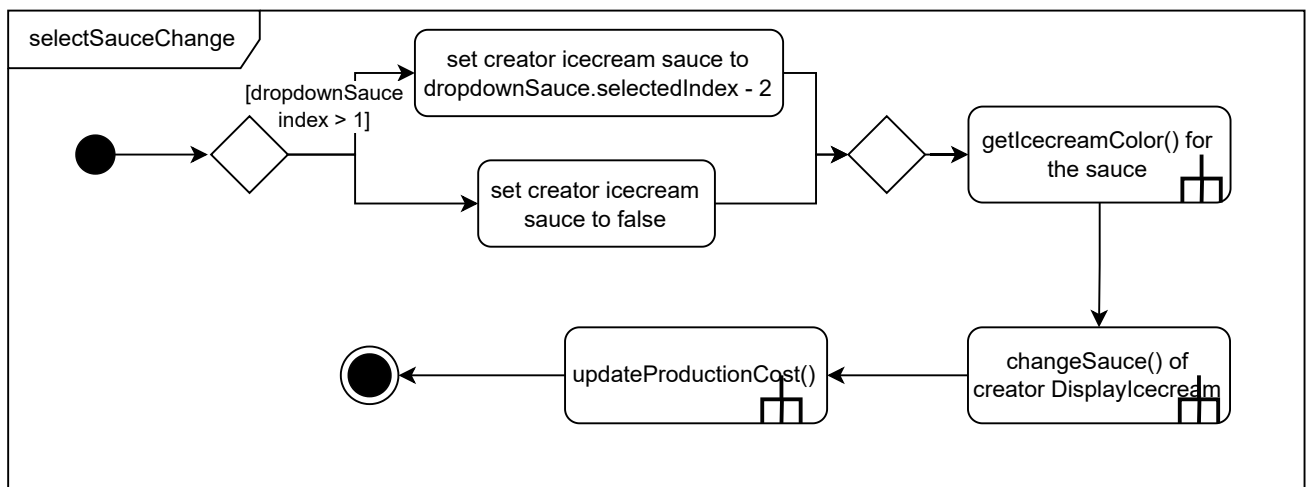 selectSauceChange
set creator icecream sauce to
dropdownSauce.selectedIndex - 2
[dropdownSauce
index > 1]
set creator icecream
sauce to false
getIcecreamColor() for
the sauce
changeSauce() of
creator DisplayIcecream
updateProductionCost()